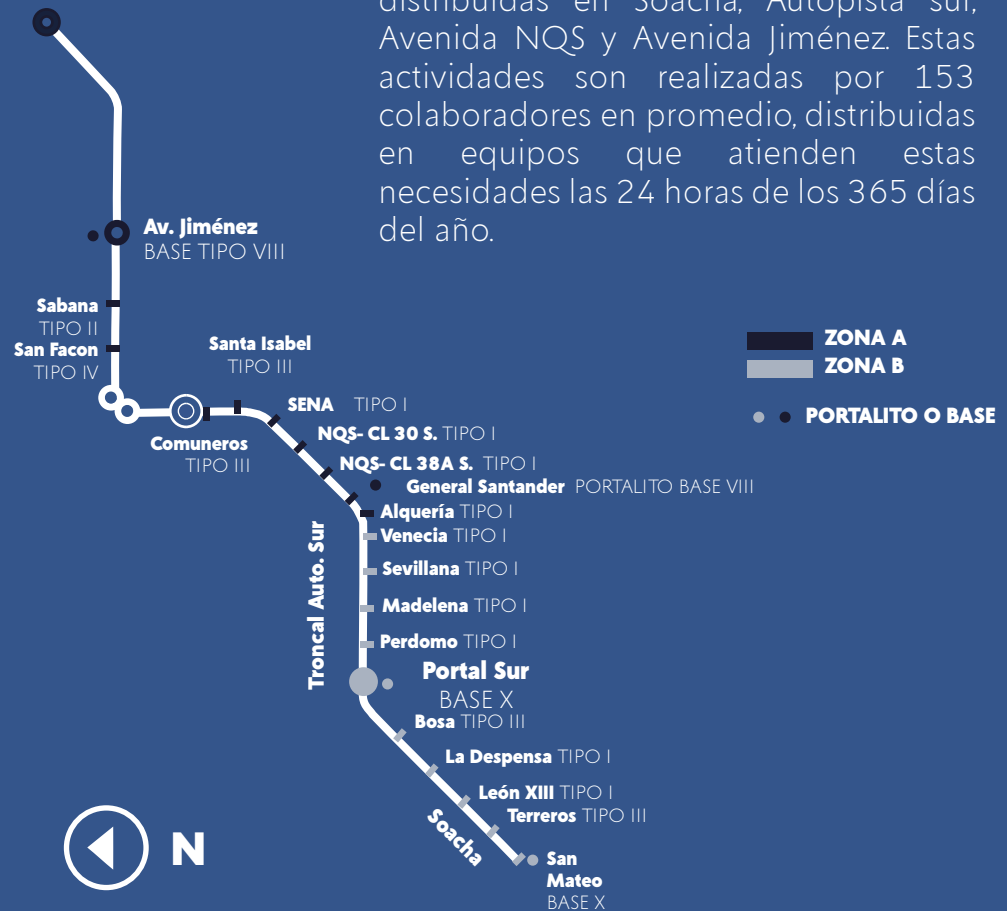 distribuidas en Soacha, Autopista sur,
Avenida NQS y Avenida Jiménez. Estas
actividades son realizadas por 153
colaboradores en promedio, distribuidas
en equipos que atienden estas
necesidades las 24 horas de los 365 días
del año.
Av. Jiménez
BASE TIPO VIII
Sabana
TIPO II
San Facon
TIPO IV
ZONA A
ZONA B
PORTALITO O BASE
Santa Isabel
TIPO III
Comuneros
TIPO III
SENA TIPO I
NQS- CL 30 S. TIPO I
NQS- CL 38A S. TIPO I
General Santander PORTALITO BASE VIII
Alquería TIPO I
Venecia TIPO I
Sevillana TIPO I
Madelena TIPO I
Perdomo TIPO I
Troncal Auto. Sur
Portal Sur
BASE X
Bosa TIPO III
La Despensa TIPO I
León XIII TIPO I
Terreros TIPO III
Soacha
San
Mateo
BASE X
N